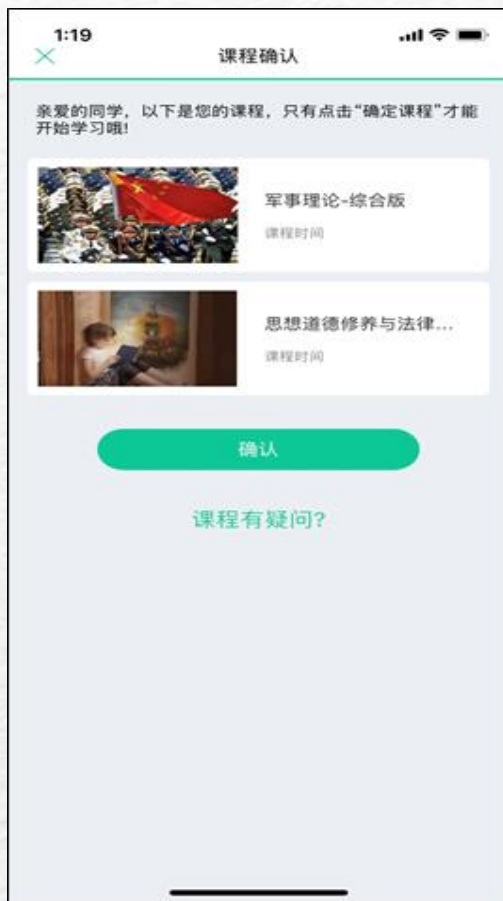 1:19
课程确认
亲爱的同学，以下是您的课程，只有点击“确定课程”才能
开始学习哦!
军事理论-综合版
课程时间
思想道德修养与法律...
课程时间
确认
课程有疑问?